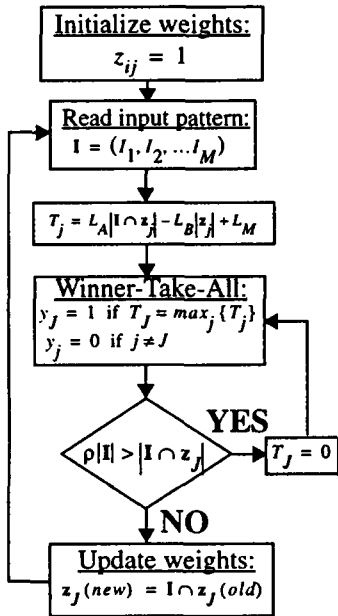 Initialize weights:
z_ij = 1
Read input pattern:
I = (I_1, I_2, ...I_M)
T_j = L_A|I ∩ z_j| − L_B|z_j| + L_M
Winner-Take-All:
y_J = 1 if T_J = max_j {T_j}
y_j = 0 if j ≠ J
YES
ρ|I| > |I ∩ z_J|
T_J = 0
NO
Update weights:
z_J(new) = I ∩ z_J(old)